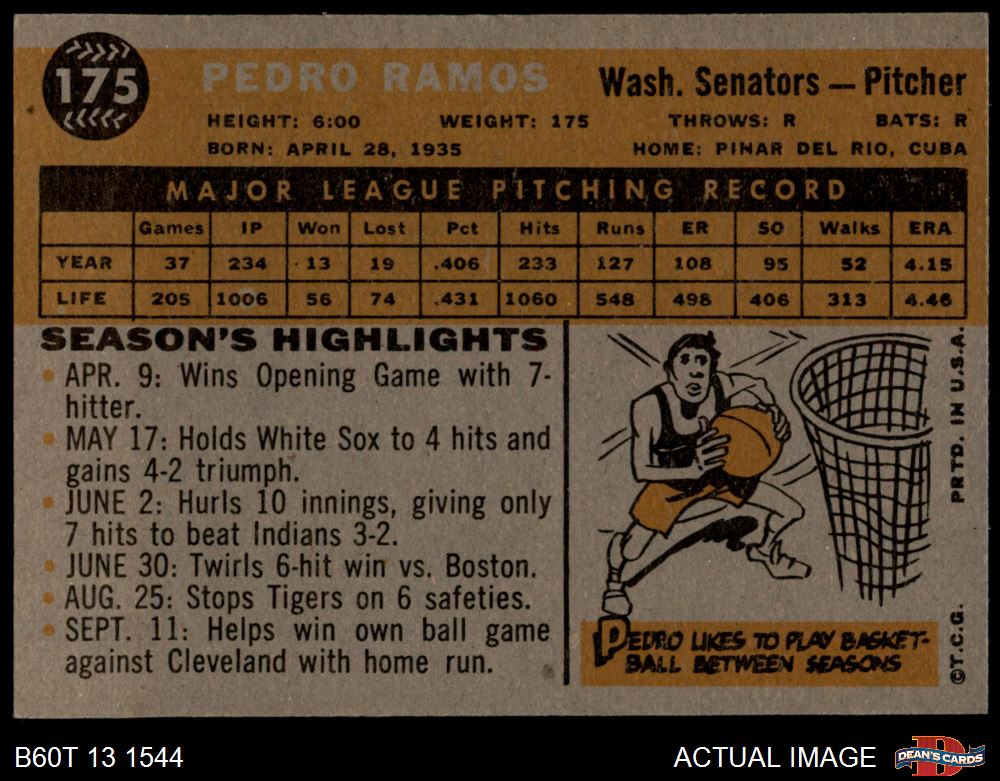 175
PEDRO RAMOS
Wash. Senators — Pitcher
HEIGHT: 6:00 WEIGHT: 175 THROWS: R BATS: R
BORN: APRIL 28, 1935 HOME: PINAR DEL RIO, CUBA
MAJOR LEAGUE PITCHING RECORD
Games IP Won Lost Pct Hits Runs ER SO Walks ERA
YEAR 37 234 13 19 .406 233 127 108 95 52 4.15
LIFE 205 1006 56 74 .431 1060 548 498 406 313 4.46
SEASON'S HIGHLIGHTS
• APR. 9: Wins Opening Game with 7-
hitter.
• MAY 17: Holds White Sox to 4 hits and
gains 4-2 triumph.
• JUNE 2: Hurls 10 innings, giving only
7 hits to beat Indians 3-2.
• JUNE 30: Twirls 6-hit win vs. Boston.
• AUG. 25: Stops Tigers on 6 safeties.
• SEPT. 11: Helps win own ball game
against Cleveland with home run.
PEDRO LIKES TO PLAY BASKET-
BALL BETWEEN SEASONS
©T.C.G. PRTD. IN U.S.A.
B60T 13 1544
ACTUAL IMAGE
D
DEAN'S CARDS